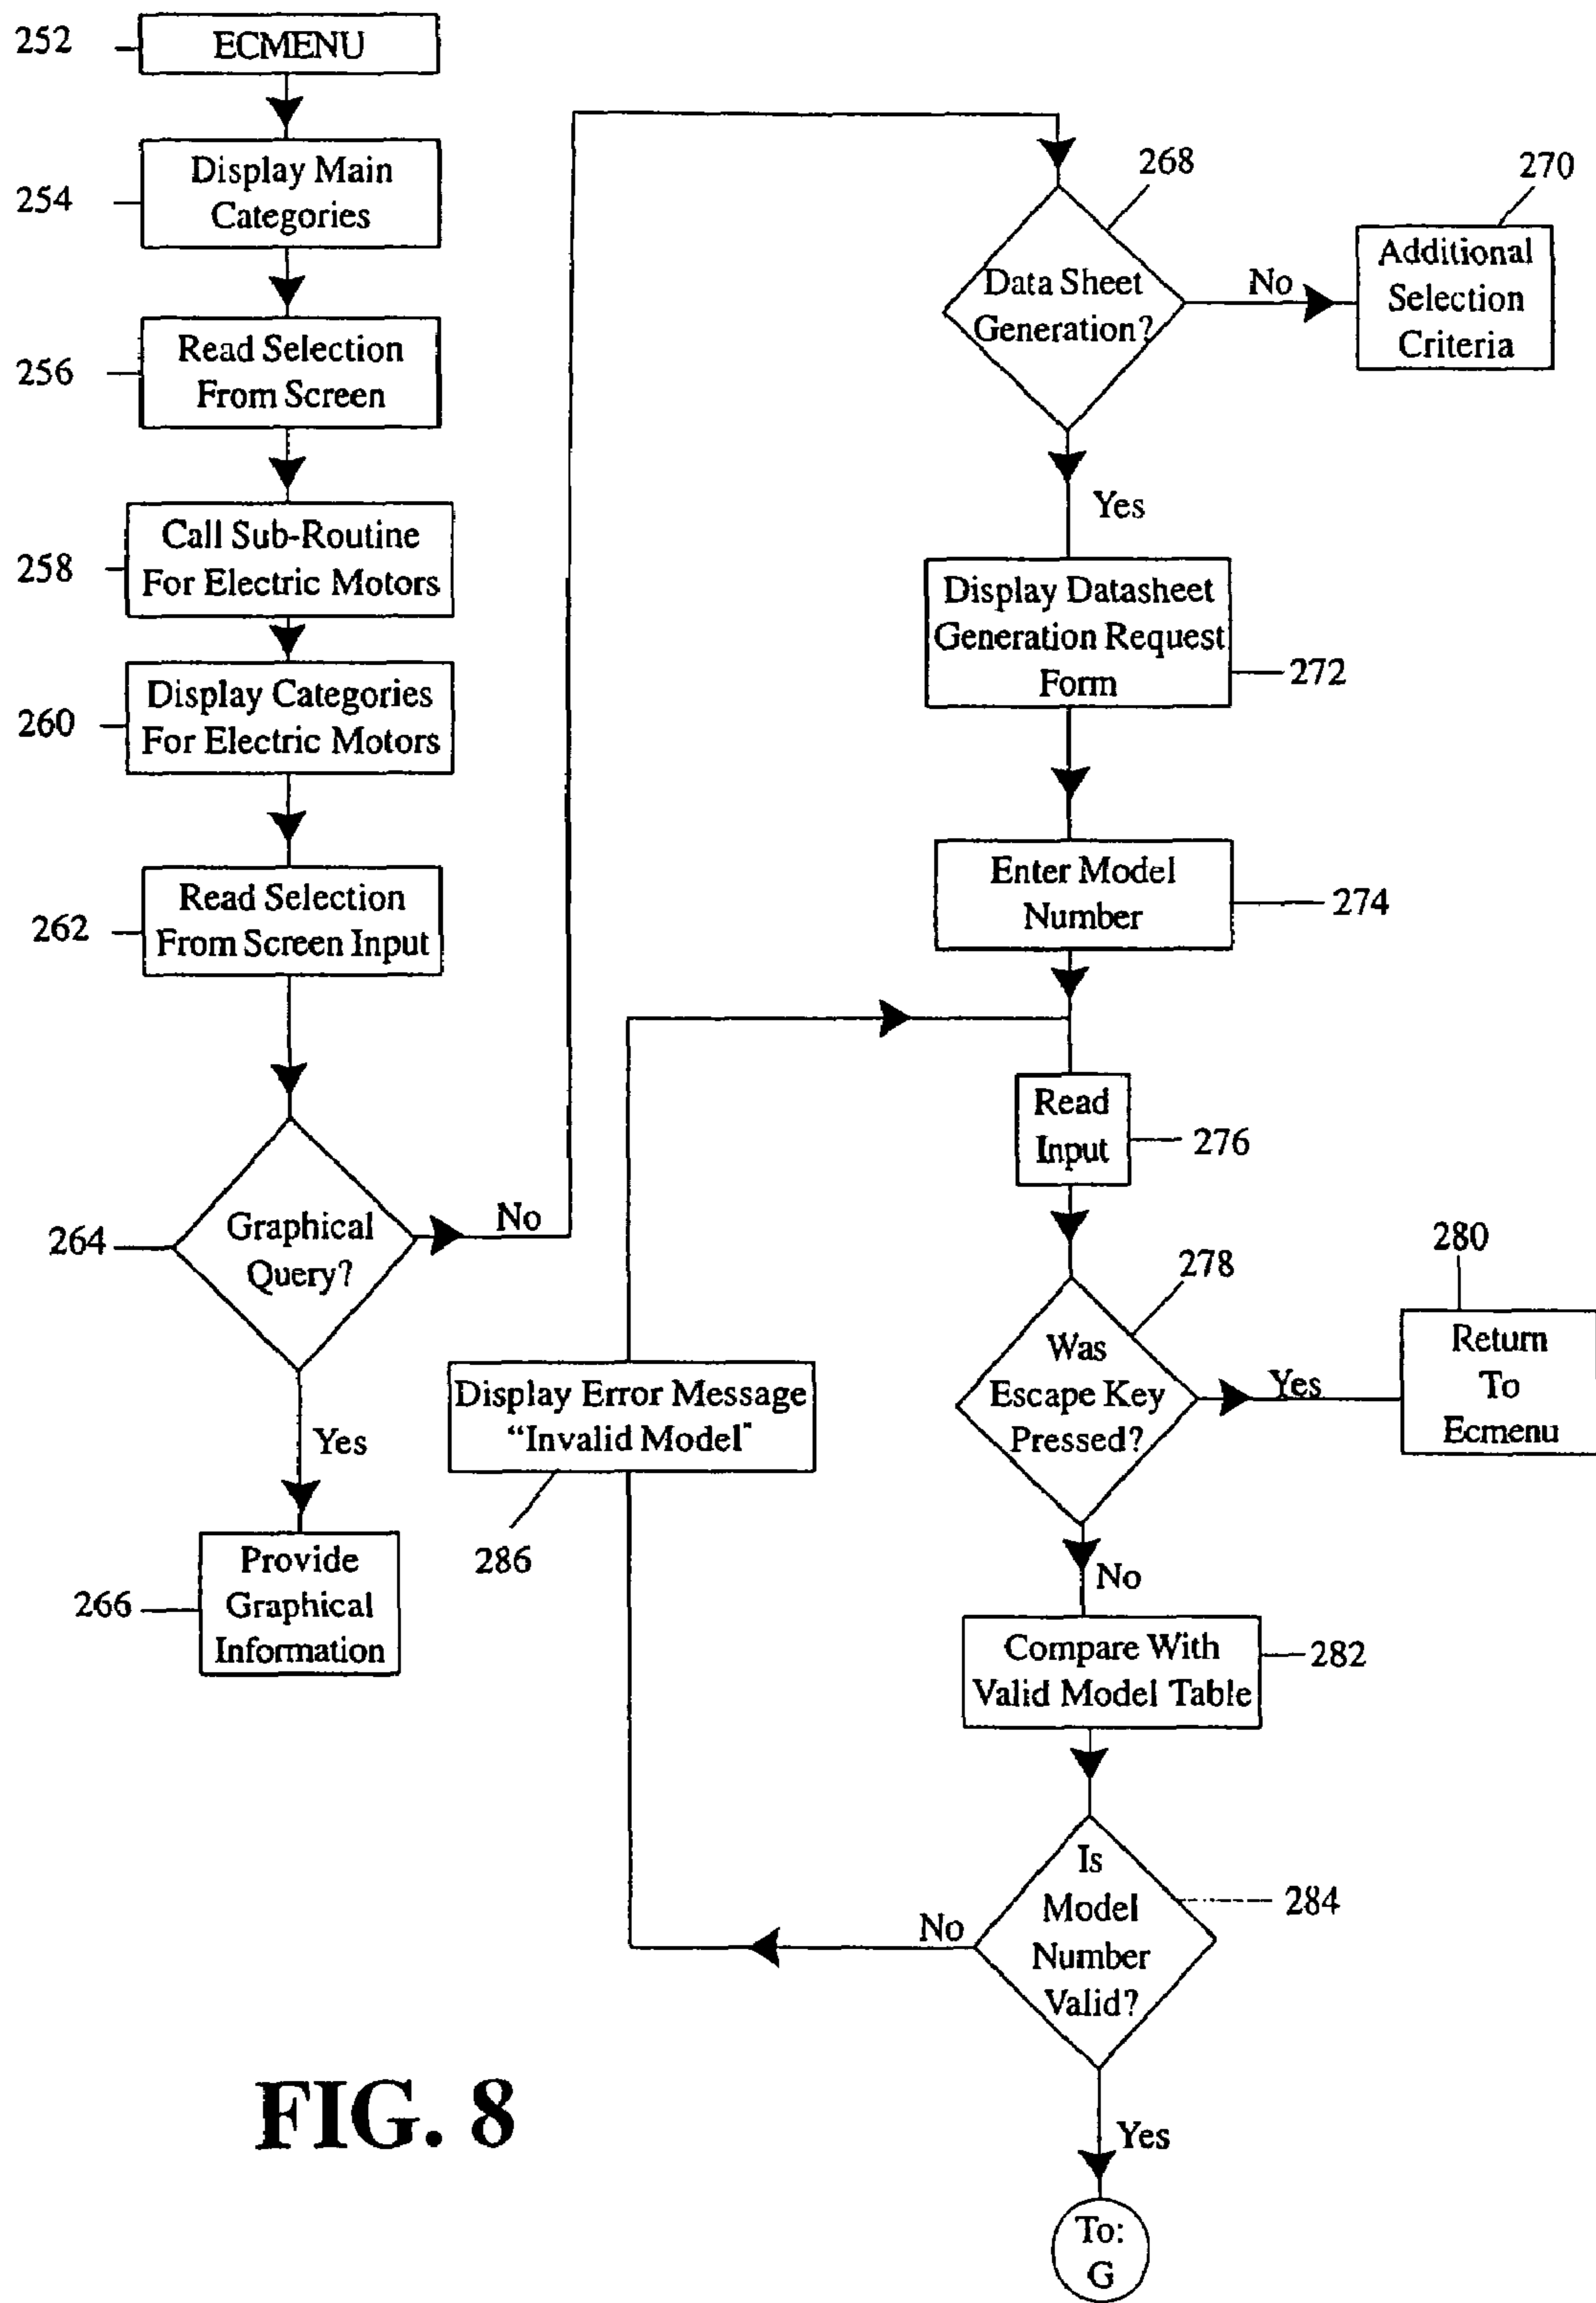 252
ECMENU
254
Display Main
Categories
256
Read Selection
From Screen
258
Call Sub-Routine
For Electric Motors
260
Display Categories
For Electric Motors
262
Read Selection
From Screen Input
264
Graphical
Query?
No
Yes
266
Provide
Graphical
Information
268
Data Sheet
Generation?
No
270
Additional
Selection
Criteria
Yes
Display Datasheet
Generation Request
Form
272
Enter Model
Number
274
Read
Input
276
278
Was
Escape Key
Pressed?
Yes
280
Return
To
Ecmenu
No
Compare With
Valid Model Table
282
Is
Model
Number
Valid?
284
No
Display Error Message
“Invalid Model"
286
Yes
To:
G
FIG. 8